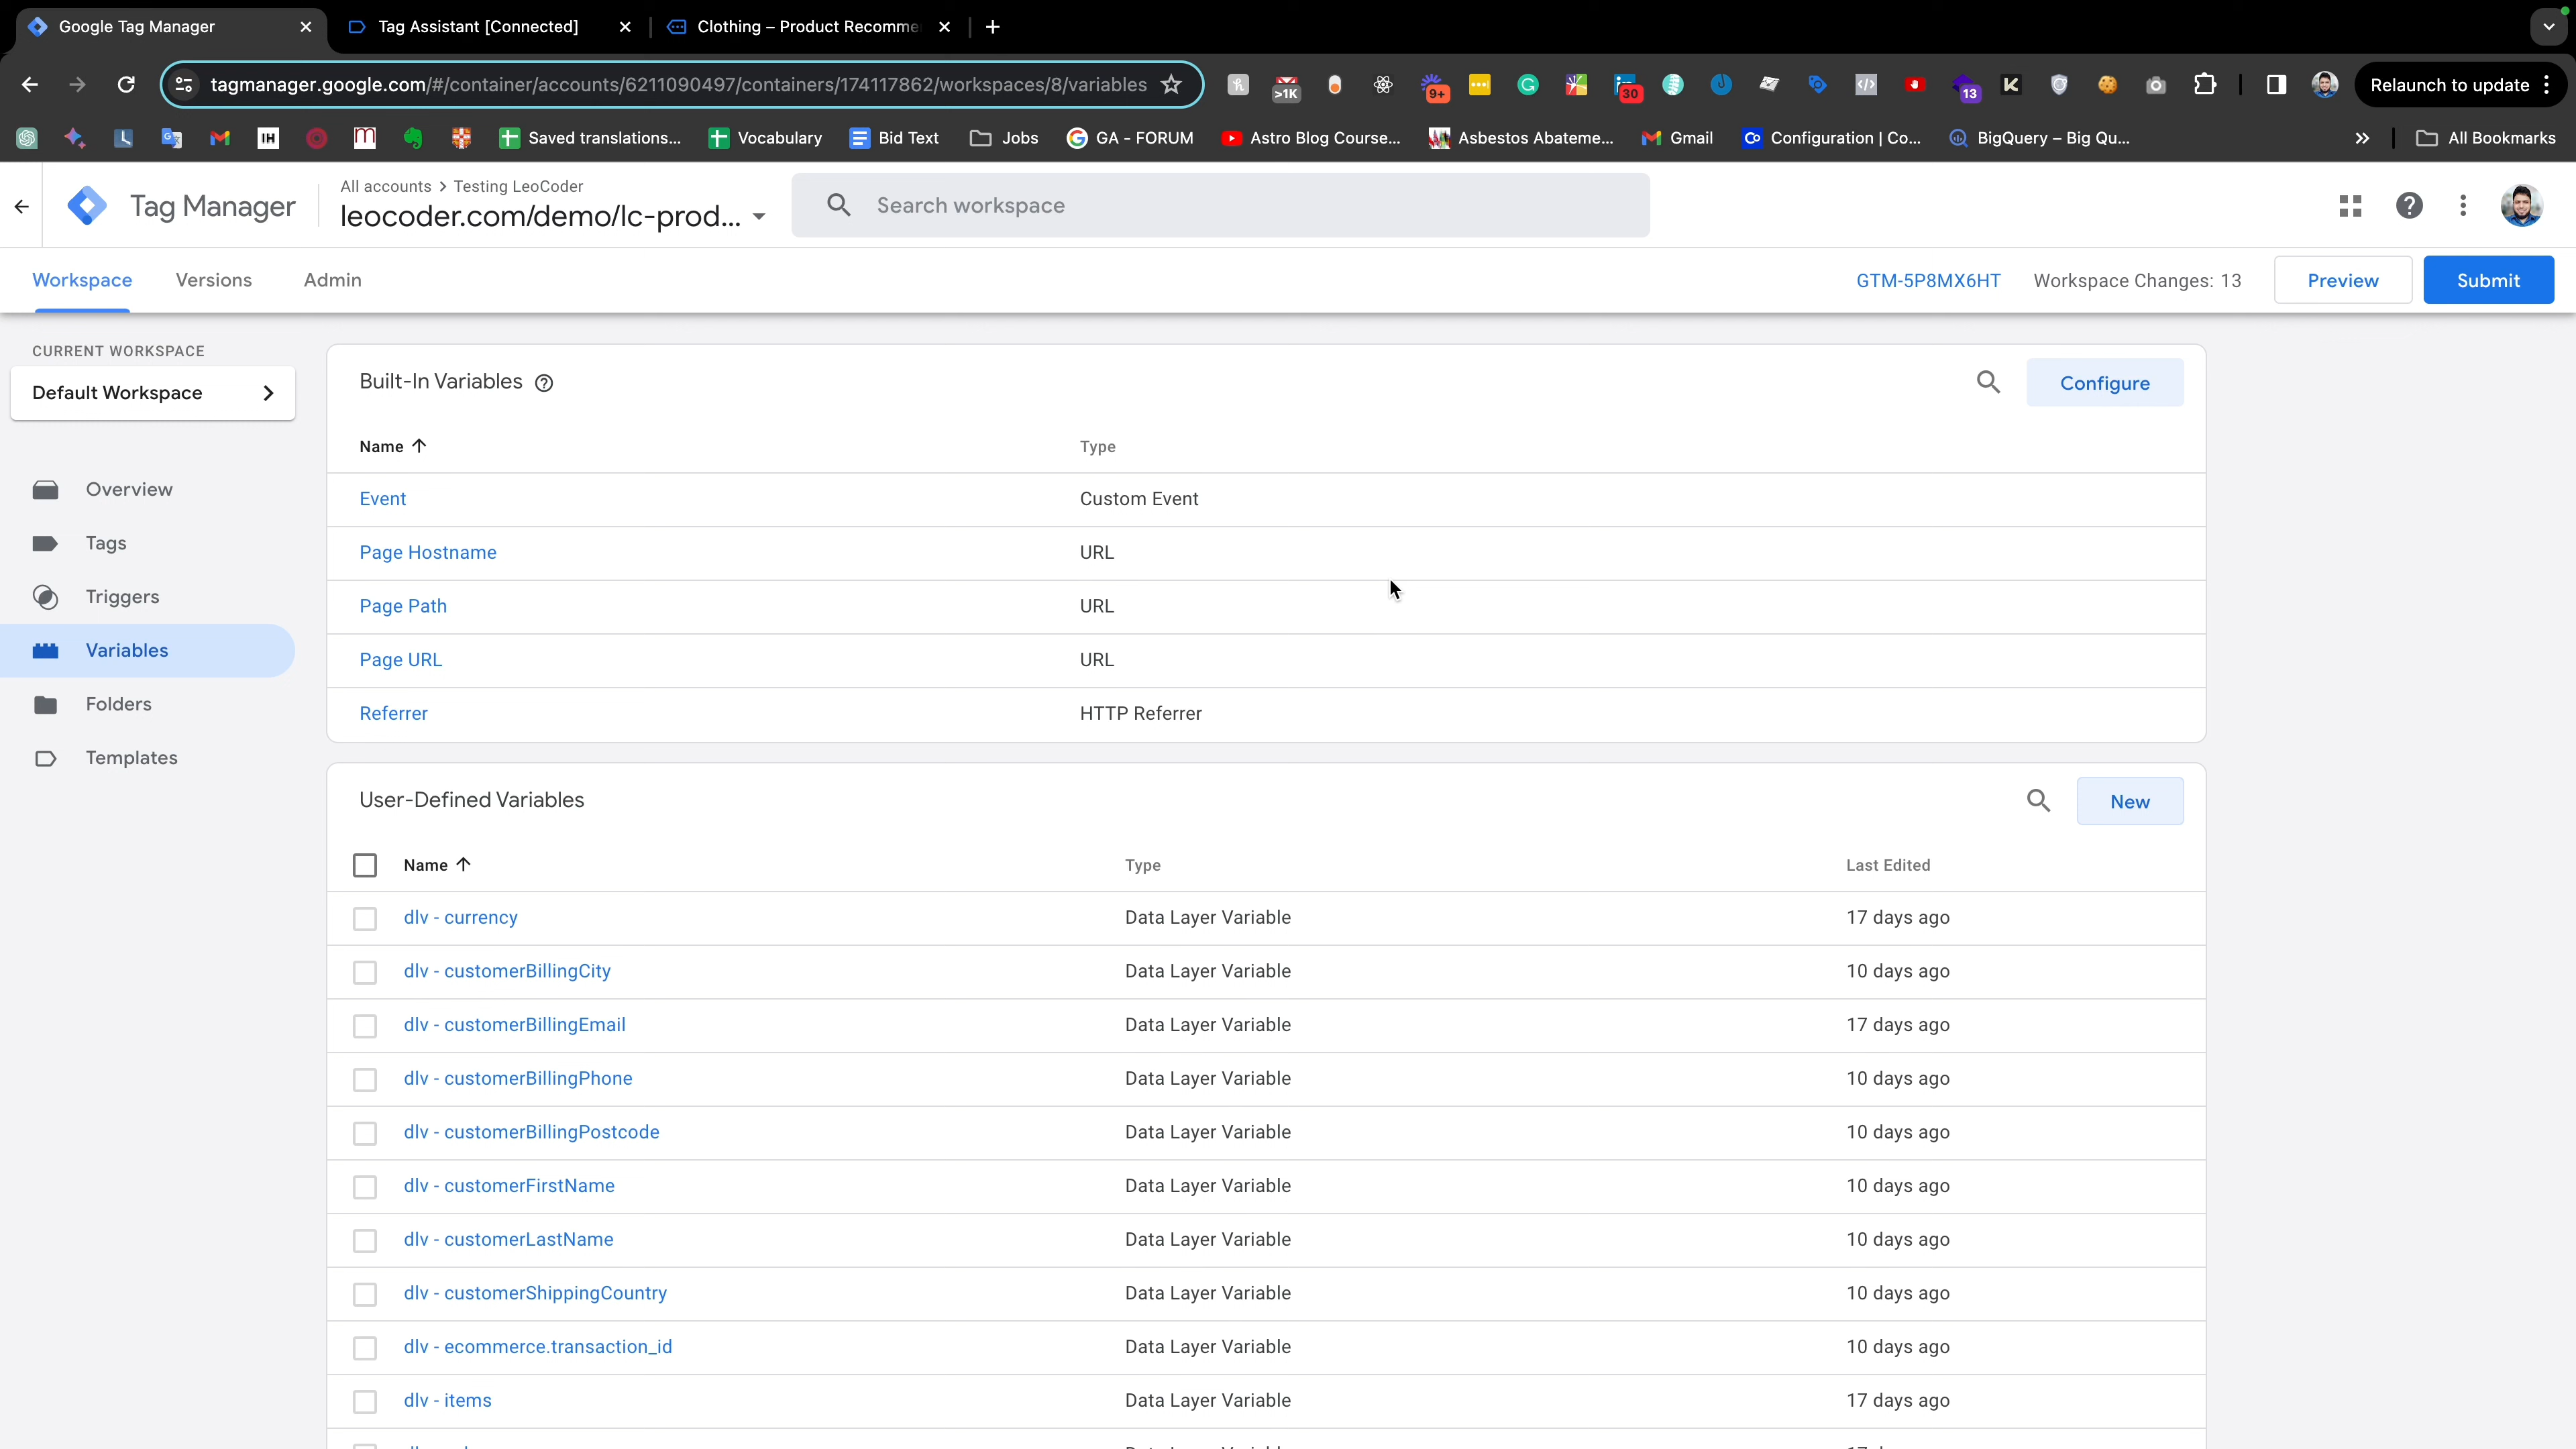 Google Tag Manager
Tag Assistant [Connected]
Clothing – Product Recomme
tagmanager.google.com/#/container/accounts/6211090497/containers/174117862/workspaces/8/variables
>1K
9+
30
13
Relaunch to update
IH
Saved translations...
Vocabulary
Bid Text
Jobs
GA - FORUM
Astro Blog Course...
Asbestos Abateme...
Gmail
Configuration | Co...
BigQuery – Big Qu...
All Bookmarks
Tag Manager
All accounts > Testing LeoCoder
leocoder.com/demo/lc-prod...
Search workspace
Workspace
Versions
Admin
GTM-5P8MX6HT
Workspace Changes: 13
Preview
Submit
CURRENT WORKSPACE
Default Workspace
Overview
Tags
Triggers
Variables
Folders
Templates
Built-In Variables
Configure
Name Type
Event Custom Event
Page Hostname URL
Page Path URL
Page URL URL
Referrer HTTP Referrer
User-Defined Variables
New
Name Type Last Edited
dlv - currency Data Layer Variable 17 days ago
dlv - customerBillingCity Data Layer Variable 10 days ago
dlv - customerBillingEmail Data Layer Variable 17 days ago
dlv - customerBillingPhone Data Layer Variable 10 days ago
dlv - customerBillingPostcode Data Layer Variable 10 days ago
dlv - customerFirstName Data Layer Variable 10 days ago
dlv - customerLastName Data Layer Variable 10 days ago
dlv - customerShippingCountry Data Layer Variable 10 days ago
dlv - ecommerce.transaction_id Data Layer Variable 10 days ago
dlv - items Data Layer Variable 17 days ago